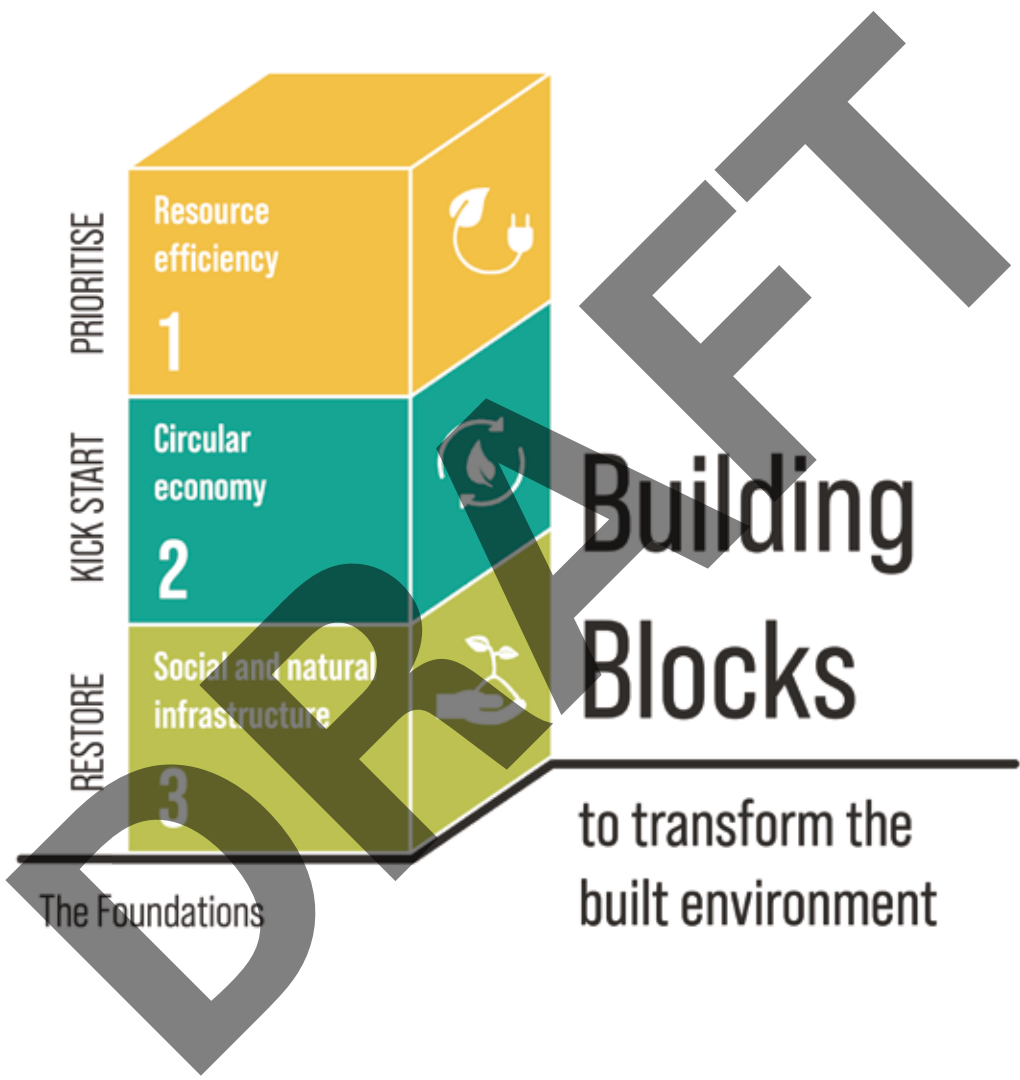 PRIORITISE
Resource
efficiency
1
KICK START
Circular
economy
2
RESTORE
Social and natural
infrastructure
3
The Foundations
Building
Blocks
to transform the
built environment
DRAFT